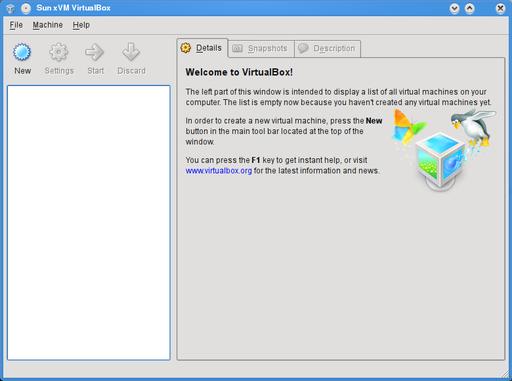 Sun xVM VirtualBox
File Machine Help
New Settings Start Discard
Details Snapshots Description
Welcome to VirtualBox!
The left part of this window is intended to display a list of all virtual machines on your
computer. The list is empty now because you haven't created any virtual machines yet.
In order to create a new virtual machine, press the New
button in the main tool bar located at the top of the
window.
You can press the F1 key to get instant help, or visit
www.virtualbox.org for the latest information and news.